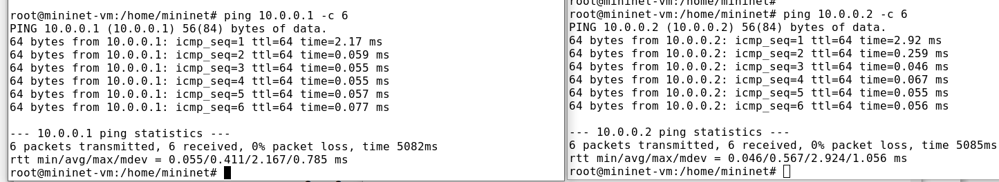 root@mininet-vm:/home/mininet# ping 10.0.0.1 -c 6
PING 10.0.0.1 (10.0.0.1) 56(84) bytes of data.
64 bytes from 10.0.0.1: icmp_seq=1 ttl=64 time=2.17 ms
64 bytes from 10.0.0.1: icmp_seq=2 ttl=64 time=0.059 ms
64 bytes from 10.0.0.1: icmp_seq=3 ttl=64 time=0.055 ms
64 bytes from 10.0.0.1: icmp_seq=4 ttl=64 time=0.055 ms
64 bytes from 10.0.0.1: icmp_seq=5 ttl=64 time=0.057 ms
64 bytes from 10.0.0.1: icmp_seq=6 ttl=64 time=0.077 ms
--- 10.0.0.1 ping statistics ---
6 packets transmitted, 6 received, 0% packet loss, time 5082ms
rtt min/avg/max/mdev = 0.055/0.411/2.167/0.785 ms
root@mininet-vm:/home/mininet#
root@mininet-vm:/home/mininet#
root@mininet-vm:/home/mininet# ping 10.0.0.2 -c 6
PING 10.0.0.2 (10.0.0.2) 56(84) bytes of data.
64 bytes from 10.0.0.2: icmp_seq=1 ttl=64 time=2.92 ms
64 bytes from 10.0.0.2: icmp_seq=2 ttl=64 time=0.259 ms
64 bytes from 10.0.0.2: icmp_seq=3 ttl=64 time=0.046 ms
64 bytes from 10.0.0.2: icmp_seq=4 ttl=64 time=0.067 ms
64 bytes from 10.0.0.2: icmp_seq=5 ttl=64 time=0.055 ms
64 bytes from 10.0.0.2: icmp_seq=6 ttl=64 time=0.056 ms
--- 10.0.0.2 ping statistics ---
6 packets transmitted, 6 received, 0% packet loss, time 5085ms
rtt min/avg/max/mdev = 0.046/0.567/2.924/1.056 ms
root@mininet-vm:/home/mininet#